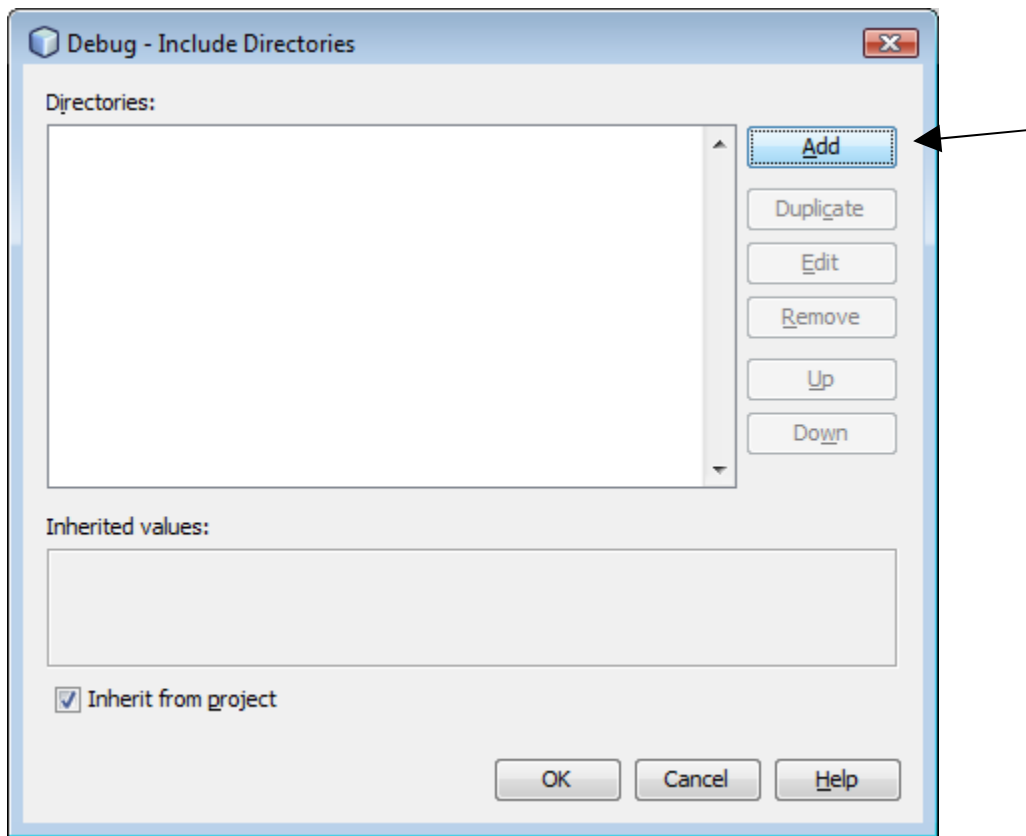 Debug - Include Directories
Directories:
Add
Duplicate
Edit
Remove
Up
Down
Inherited values:
Inherit from project
OK Cancel Help